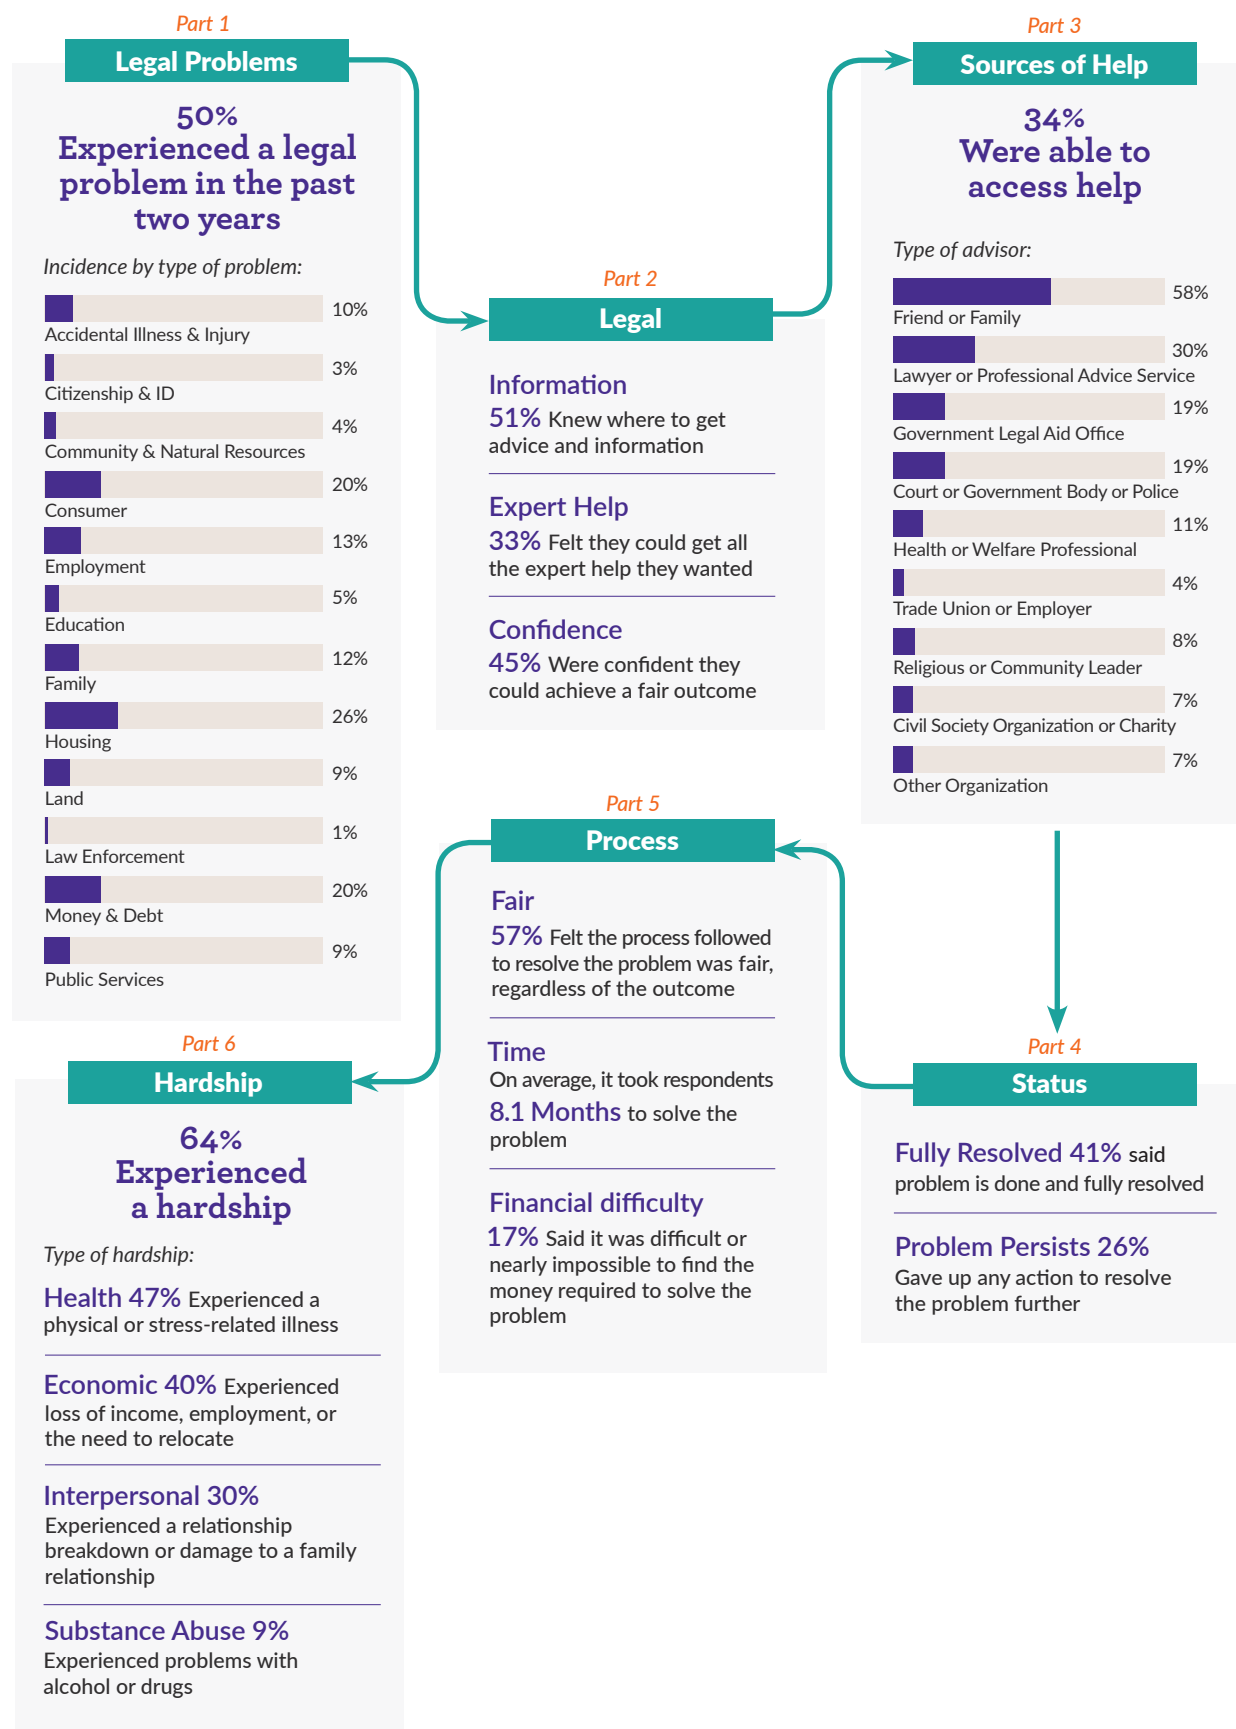 Part 1
Legal Problems
50%
Experienced a legal
problem in the past
two years
Incidence by type of problem:
10%
Accidental Illness & Injury
3%
Citizenship & ID
4%
Community & Natural Resources
20%
Consumer
13%
Employment
5%
Education
12%
Family
26%
Housing
9%
Land
1%
Law Enforcement
20%
Money & Debt
9%
Public Services
Part 2
Legal
Information
51% Knew where to get
advice and information
Expert Help
33% Felt they could get all
the expert help they wanted
Confidence
45% Were confident they
could achieve a fair outcome
Part 3
Sources of Help
34%
Were able to
access help
Type of advisor:
58%
Friend or Family
30%
Lawyer or Professional Advice Service
19%
Government Legal Aid Office
19%
Court or Government Body or Police
11%
Health or Welfare Professional
4%
Trade Union or Employer
8%
Religious or Community Leader
7%
Civil Society Organization or Charity
7%
Other Organization
Part 4
Status
Fully Resolved 41% said
problem is done and fully resolved
Problem Persists 26%
Gave up any action to resolve
the problem further
Part 5
Process
Fair
57% Felt the process followed
to resolve the problem was fair,
regardless of the outcome
Time
On average, it took respondents
8.1 Months to solve the
problem
Financial difficulty
17% Said it was difficult or
nearly impossible to find the
money required to solve the
problem
Part 6
Hardship
64%
Experienced
a hardship
Type of hardship:
Health 47% Experienced a
physical or stress-related illness
Economic 40% Experienced
loss of income, employment, or
the need to relocate
Interpersonal 30%
Experienced a relationship
breakdown or damage to a family
relationship
Substance Abuse 9%
Experienced problems with
alcohol or drugs